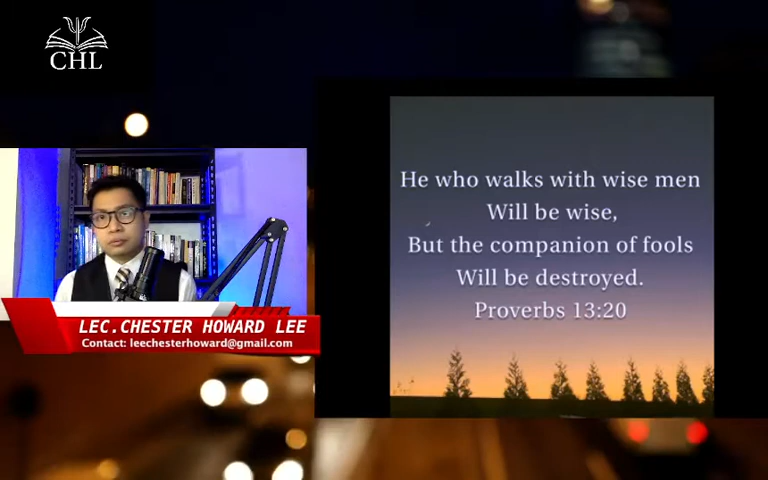 CHL
LEC.CHESTER HOWARD LEE
Contact: leechesterhoward@gmail.com
He who walks with wise men
Will be wise,
But the companion of fools
Will be destroyed.
Proverbs 13:20